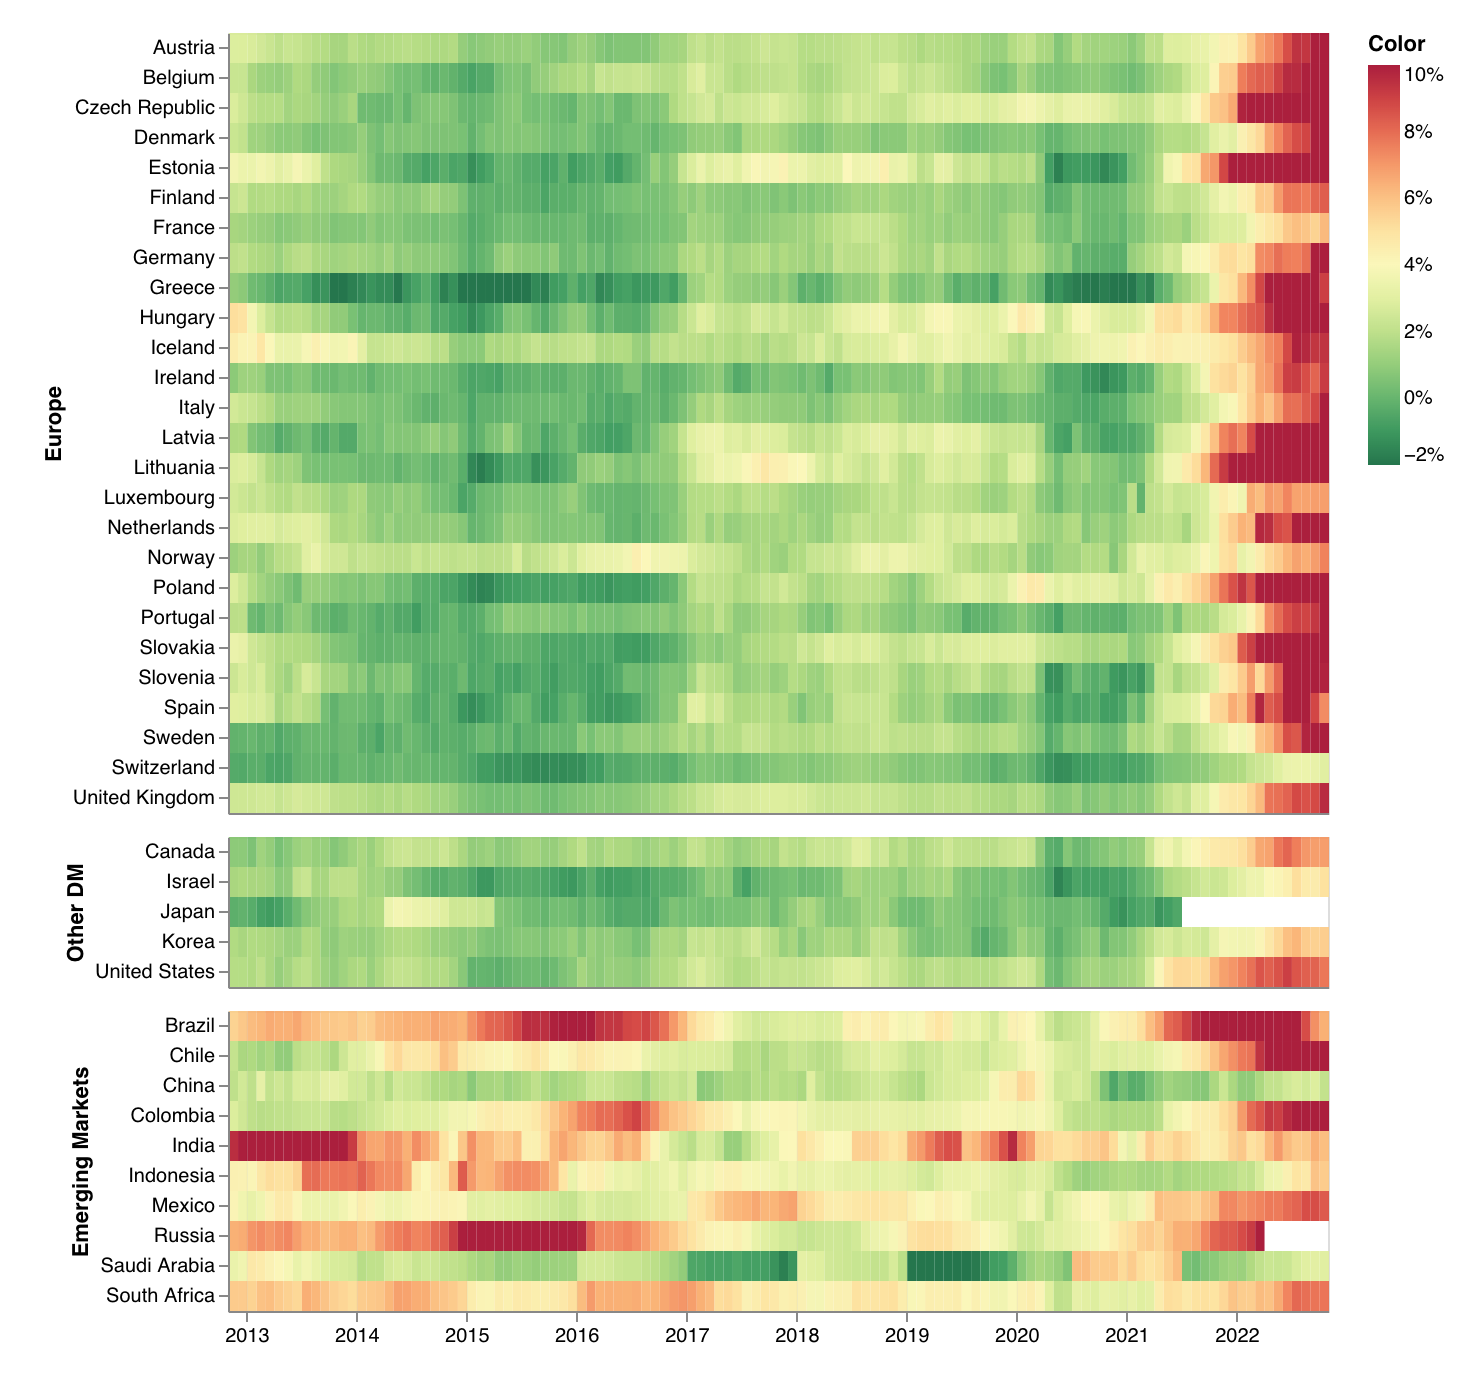 Color
10%
8%
6%
4%
2%
0%
−2%
Europe
Austria
Belgium
Czech Republic
Denmark
Estonia
Finland
France
Germany
Greece
Hungary
Iceland
Ireland
Italy
Latvia
Lithuania
Luxembourg
Netherlands
Norway
Poland
Portugal
Slovakia
Slovenia
Spain
Sweden
Switzerland
United Kingdom
Other DM
Canada
Israel
Japan
Korea
United States
Emerging Markets
Brazil
Chile
China
Colombia
India
Indonesia
Mexico
Russia
Saudi Arabia
South Africa
2013 2014 2015 2016 2017 2018 2019 2020 2021 2022